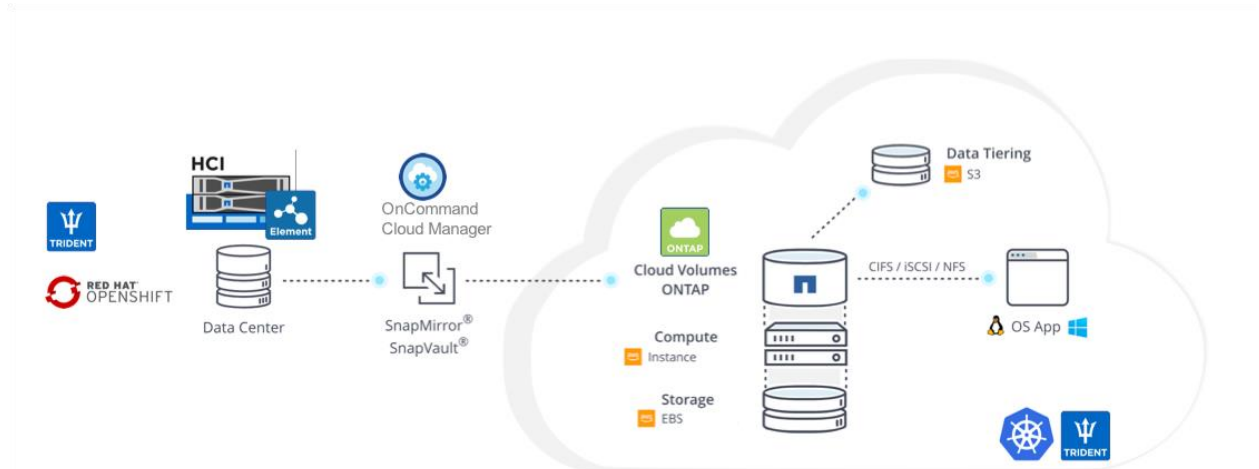 HCI
Element
TRIDENT
RED HAT®
OPENSHIFT
Data Center
OnCommand
Cloud Manager
SnapMirror®
SnapVault®
ONTAP
Cloud Volumes
ONTAP
Compute
Instance
Storage
EBS
Data Tiering
S3
CIFS / iSCSI / NFS
OS App
TRIDENT